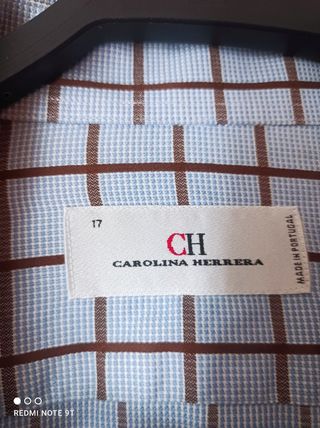 17
CH
CAROLINA HERRERA
MADE IN PORTUGAL
REDMI NOTE 9T